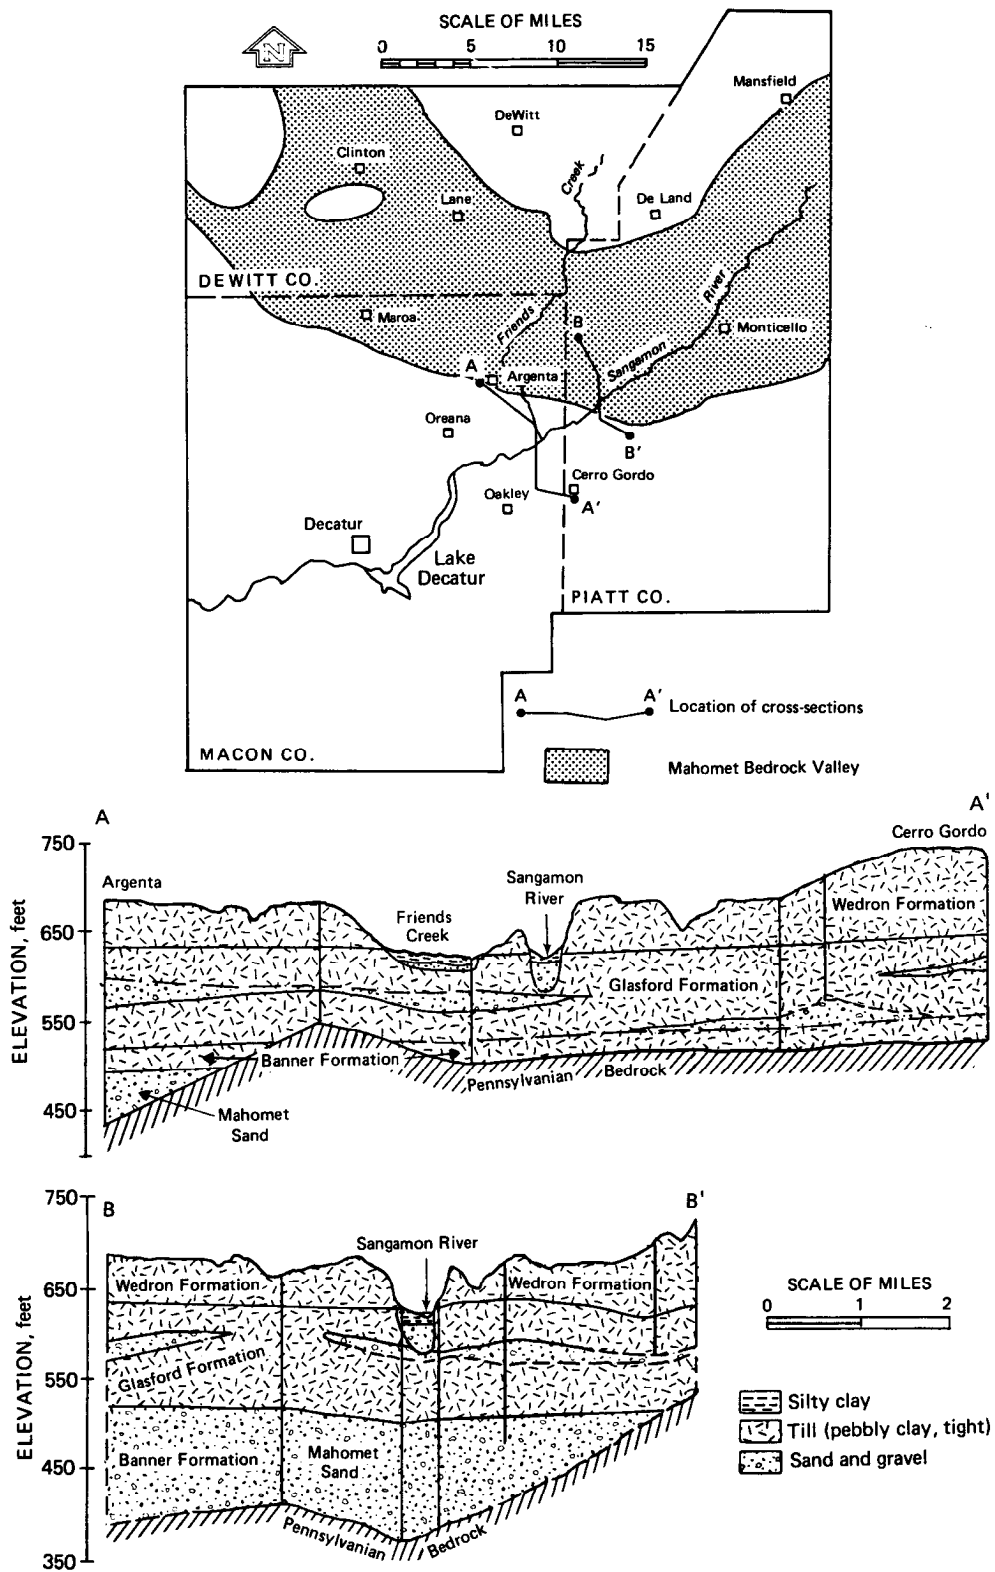 SCALE OF MILES
0 5 10 15
N
Mansfield
DeWitt
Clinton
Creek
Lane
De Land
DEWITT CO.
River
Maroa
Friends
B
Monticello
Sangamon
A
Argenta
Oreana
B'
Cerro Gordo
Oakley
A'
Decatur
Lake
Decatur
PIATT CO.
A A'
Location of cross-sections
MACON CO.
Mahomet Bedrock Valley
A
A'
750
Cerro Gordo
Argenta
Sangamon
River
Wedron Formation
Friends
Creek
650
ELEVATION, feet
Glasford Formation
550
Banner Formation
Pennsylvanian Bedrock
450
Mahomet
Sand
750
B
B'
Sangamon River
Wedron Formation
Wedron Formation
650
SCALE OF MILES
0 1 2
ELEVATION, feet
550
Glasford Formation
Silty clay
Till (pebbly clay, tight)
Mahomet
Sand
Banner Formation
Sand and gravel
450
Pennsylvanian Bedrock
350